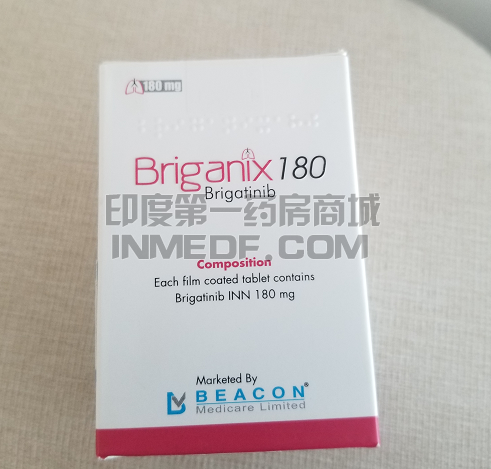 180 mg
Briganix 180
Brigatinib
印度第一药房商城
INMEDF.COM
Composition
Each film coated tablet contains
Brigatinib INN 180 mg
Marketed By
BEACON®
Medicare Limited